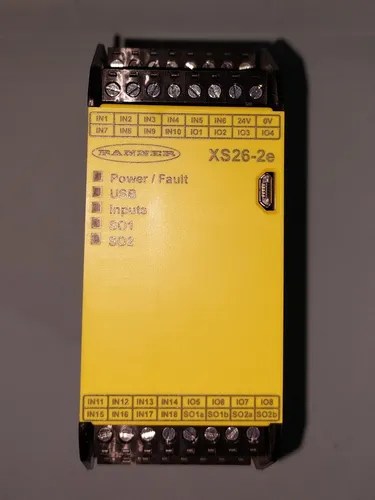 IN1 IN2 IN3 IN4 IN5 IN6 24V 0V
IN7 IN8 IN9 IN10 IO1 IO2 IO3 IO4
BANNER XS26-2e
Power / Fault
USB
Inputs
SO1
SO2
IN11 IN12 IN13 IN14 IO5 IO6 IO7 IO8
IN15 IN16 IN17 IN18 SO1a SO1b SO2a SO2b